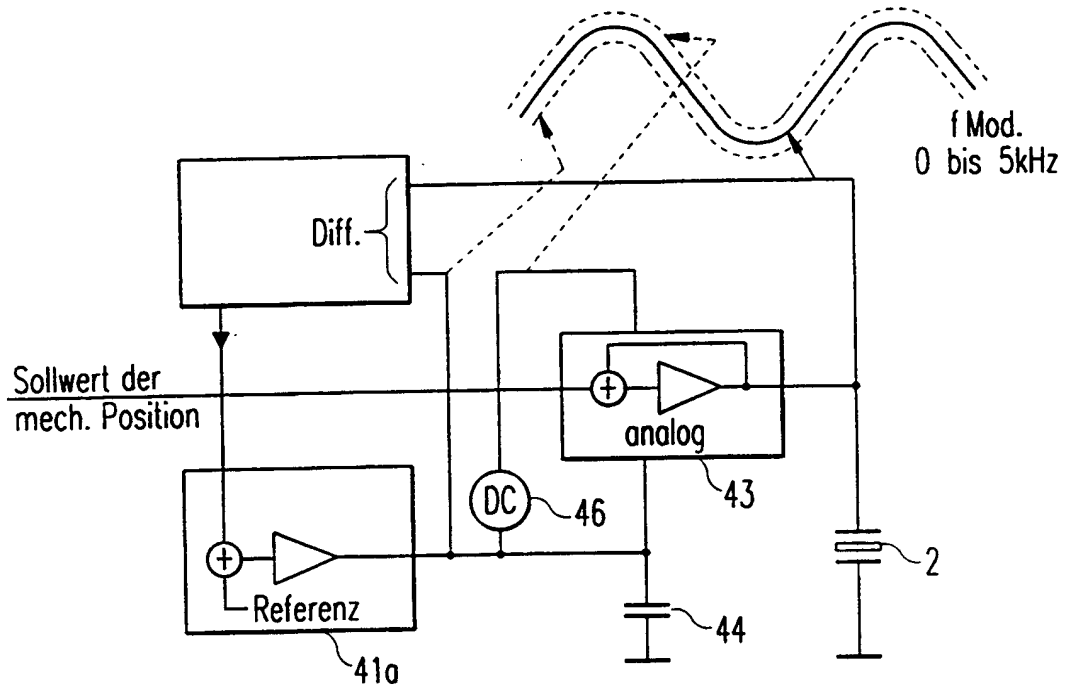 f Mod.
0 bis 5kHz
Diff.
Sollwert der
mech. Position
+
analog
43
DC
46
+
Referenz
41a
44
2